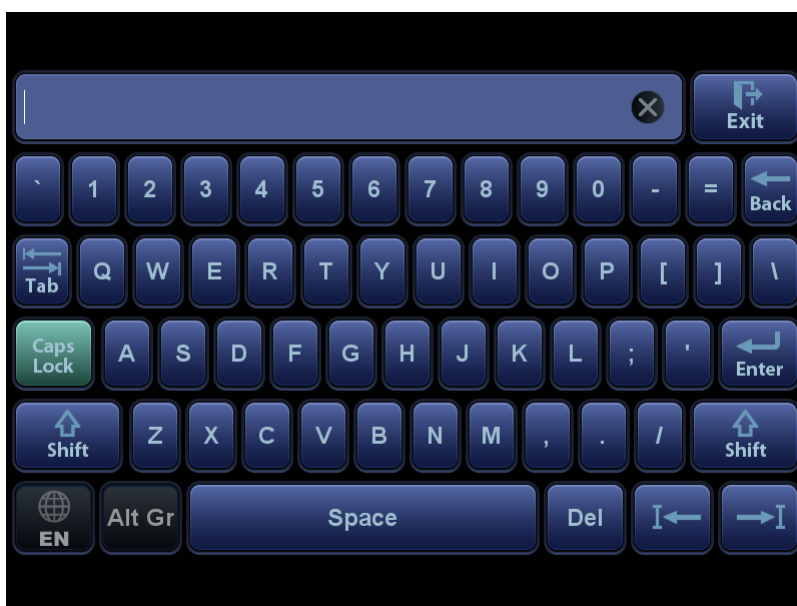 Exit
` 1 2 3 4 5 6 7 8 9 0 - = Back
Tab Q W E R T Y U I O P [ ] \
Caps Lock A S D F G H J K L ; ' Enter
Shift Z X C V B N M , . / Shift
EN Alt Gr Space Del